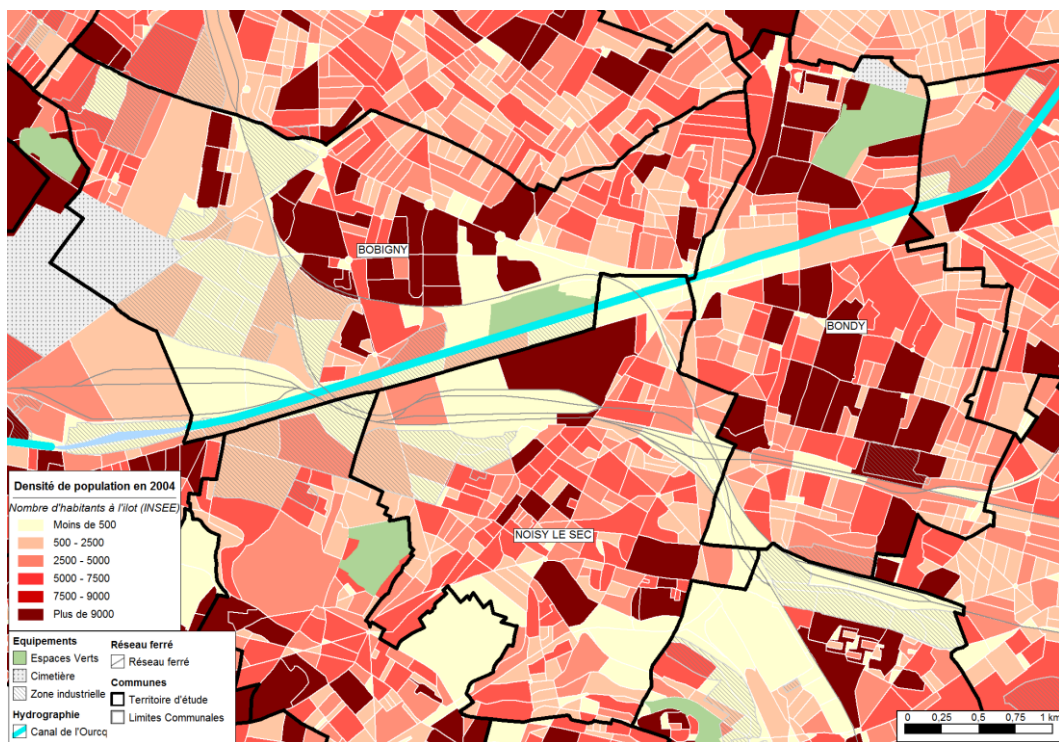 BOBIGNY
BONDY
NOISY LE SEC
Densité de population en 2004
Nombre d'habitants à l'ilot (INSEE)
Moins de 500
500 - 2500
2500 - 5000
5000 - 7500
7500 - 9000
Plus de 9000
Equipements
Espaces Verts
Cimetière
Zone industrielle
Hydrographie
Canal de l'Ourcq
Réseau ferré
Réseau ferré
Communes
Territoire d'étude
Limites Communales
0 0,25 0,5 0,75 1 km